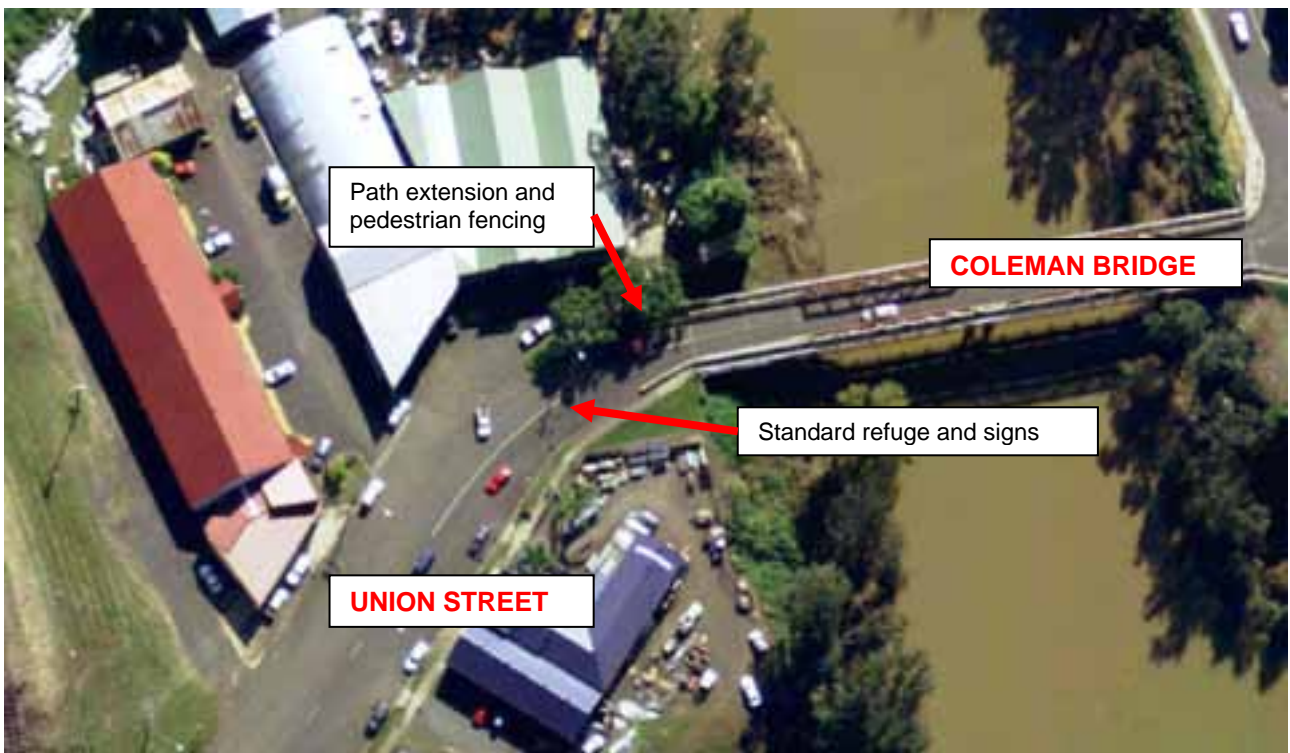 Path extension and
pedestrian fencing
COLEMAN BRIDGE
Standard refuge and signs
UNION STREET